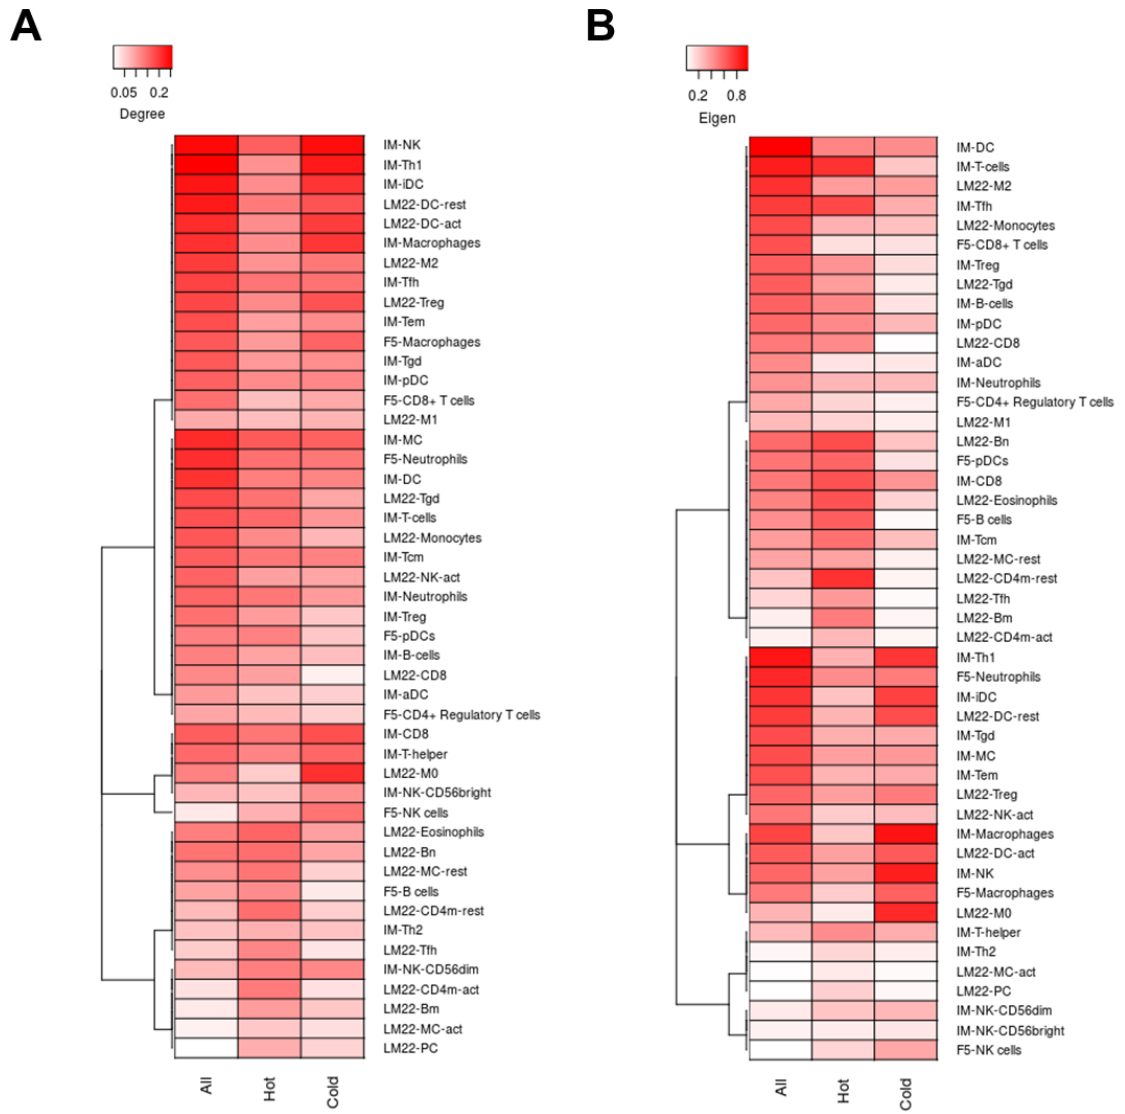 A
0.05 0.2
Degree
IM-NK
IM-Th1
IM-iDC
LM22-DC-rest
LM22-DC-act
IM-Macrophages
LM22-M2
IM-Tfh
LM22-Treg
IM-Tem
F5-Macrophages
IM-Tgd
IM-pDC
F5-CD8+ T cells
LM22-M1
IM-MC
F5-Neutrophils
IM-DC
LM22-Tgd
IM-T-cells
LM22-Monocytes
IM-Tcm
LM22-NK-act
IM-Neutrophils
IM-Treg
F5-pDCs
IM-B-cells
LM22-CD8
IM-aDC
F5-CD4+ Regulatory T cells
IM-CD8
IM-T-helper
LM22-M0
IM-NK-CD56bright
F5-NK cells
LM22-Eosinophils
LM22-Bn
LM22-MC-rest
F5-B cells
LM22-CD4m-rest
IM-Th2
LM22-Tfh
IM-NK-CD56dim
LM22-CD4m-act
LM22-Bm
LM22-MC-act
LM22-PC
All Hot Cold
B
0.2 0.8
Eigen
IM-DC
IM-T-cells
LM22-M2
IM-Tfh
LM22-Monocytes
F5-CD8+ T cells
IM-Treg
LM22-Tgd
IM-B-cells
IM-pDC
LM22-CD8
IM-aDC
IM-Neutrophils
F5-CD4+ Regulatory T cells
LM22-M1
LM22-Bn
F5-pDCs
IM-CD8
LM22-Eosinophils
F5-B cells
IM-Tcm
LM22-MC-rest
LM22-CD4m-rest
LM22-Tfh
LM22-Bm
LM22-CD4m-act
IM-Th1
F5-Neutrophils
IM-iDC
LM22-DC-rest
IM-Tgd
IM-MC
IM-Tem
LM22-Treg
LM22-NK-act
IM-Macrophages
LM22-DC-act
IM-NK
F5-Macrophages
LM22-M0
IM-T-helper
IM-Th2
LM22-MC-act
LM22-PC
IM-NK-CD56dim
IM-NK-CD56bright
F5-NK cells
All Hot Cold